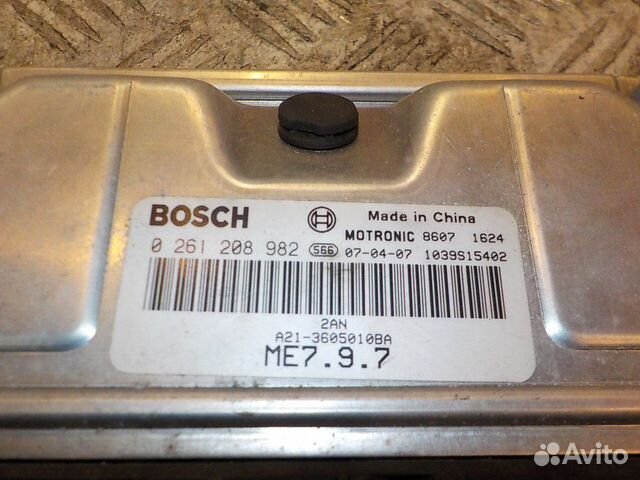 BOSCH
Made in China
MOTRONIC 8607 1624
0 261 208 982 S66 07-04-07 1039S15402
2AN
A21-3605010BA
ME7.9.7
Avito